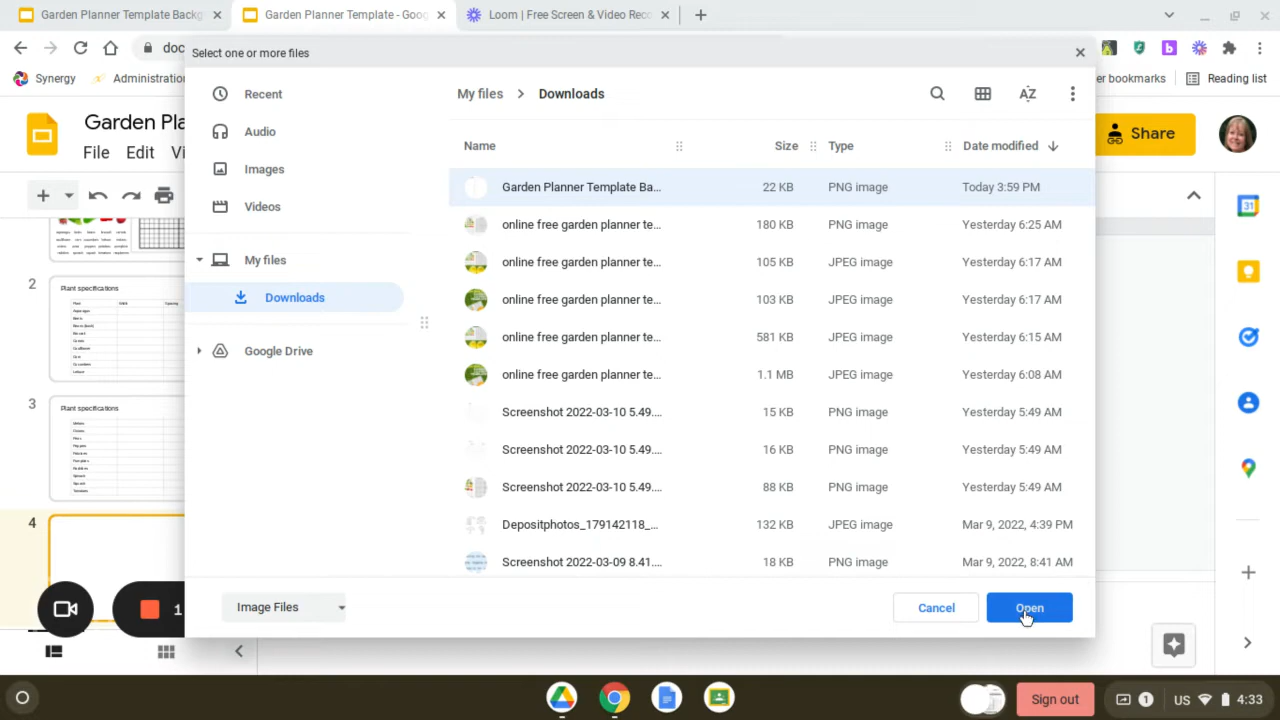 Garden Planner Template Backg
Garden Planner Template - Goog
Loom | Free Screen & Video Reco
doc
Synergy
Administratio
er bookmarks
Reading list
Select one or more files
Garden Pla
File Edit Vi
Share
Recent
Audio
Images
Videos
My files
Downloads
Google Drive
My files > Downloads
Name Size Type Date modified
Garden Planner Template Ba... 22 KB PNG image Today 3:59 PM
online free garden planner te... 180 KB PNG image Yesterday 6:25 AM
online free garden planner te... 105 KB JPEG image Yesterday 6:17 AM
online free garden planner te... 103 KB JPEG image Yesterday 6:17 AM
online free garden planner te... 581 KB JPEG image Yesterday 6:15 AM
online free garden planner te... 1.1 MB JPEG image Yesterday 6:08 AM
Screenshot 2022-03-10 5.49.... 15 KB PNG image Yesterday 5:49 AM
Screenshot 2022-03-10 5.49.... 16 KB PNG image Yesterday 5:49 AM
Screenshot 2022-03-10 5.49.... 88 KB PNG image Yesterday 5:49 AM
Depositphotos_179142118_... 132 KB JPEG image Mar 9, 2022, 4:39 PM
Screenshot 2022-03-09 8.41.... 18 KB PNG image Mar 9, 2022, 8:41 AM
Image Files
Cancel
Open
2
Plant specifications
3
Plant specifications
4
1
31
Sign out
1
US
4:33